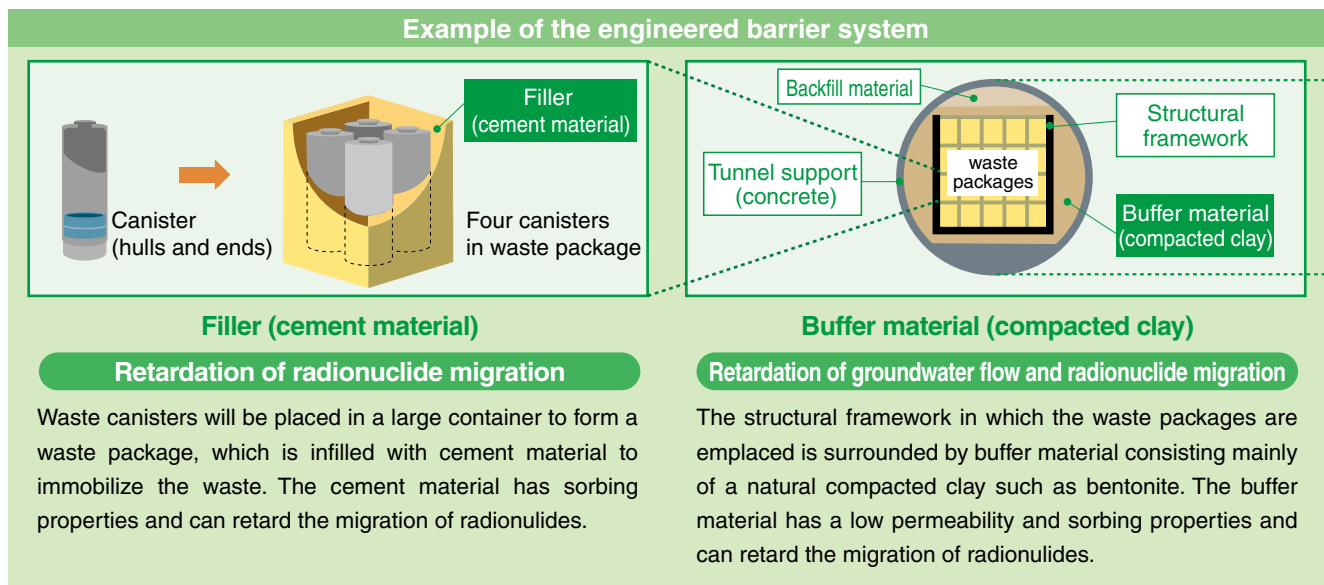 Example of the engineered barrier system
Filler
(cement material)
Canister
(hulls and ends)
Four canisters
in waste package
Backfill material
Structural
framework
Tunnel support
(concrete)
waste
packages
Buffer material
(compacted clay)
Filler (cement material)
Retardation of radionuclide migration
Waste canisters will be placed in a large container to form a
waste package, which is infilled with cement material to
immobilize the waste. The cement material has sorbing
properties and can retard the migration of radionulides.
Buffer material (compacted clay)
Retardation of groundwater flow and radionuclide migration
The structural framework in which the waste packages are
emplaced is surrounded by buffer material consisting mainly
of a natural compacted clay such as bentonite. The buffer
material has a low permeability and sorbing properties and
can retard the migration of radionulides.